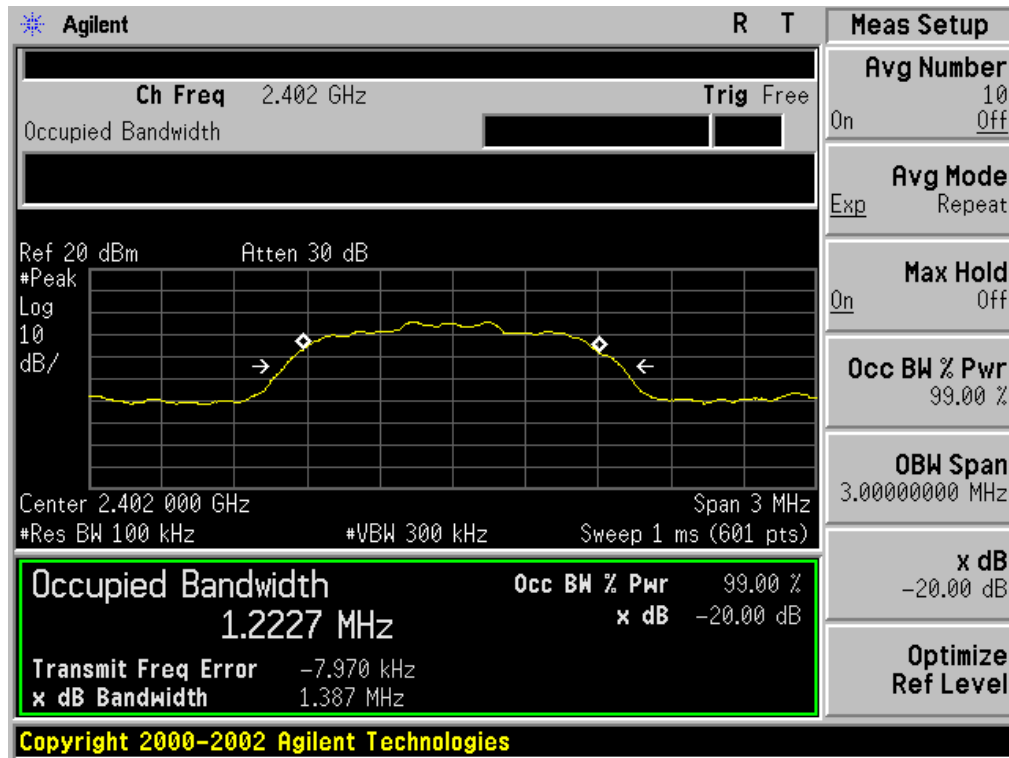 Agilent R T
Ch Freq 2.402 GHz Trig Free
Occupied Bandwidth
Ref 20 dBm Atten 30 dB
#Peak
Log
10
dB/
Center 2.402 000 GHz Span 3 MHz
#Res BW 100 kHz #VBW 300 kHz Sweep 1 ms (601 pts)
Occupied Bandwidth Occ BW % Pwr 99.00 %
1.2227 MHz x dB -20.00 dB
Transmit Freq Error -7.970 kHz
x dB Bandwidth 1.387 MHz
Copyright 2000-2002 Agilent Technologies
Meas Setup
Avg Number
10
On Off
Avg Mode
Exp Repeat
Max Hold
On Off
Occ BW % Pwr
99.00 %
OBW Span
3.00000000 MHz
x dB
-20.00 dB
Optimize
Ref Level